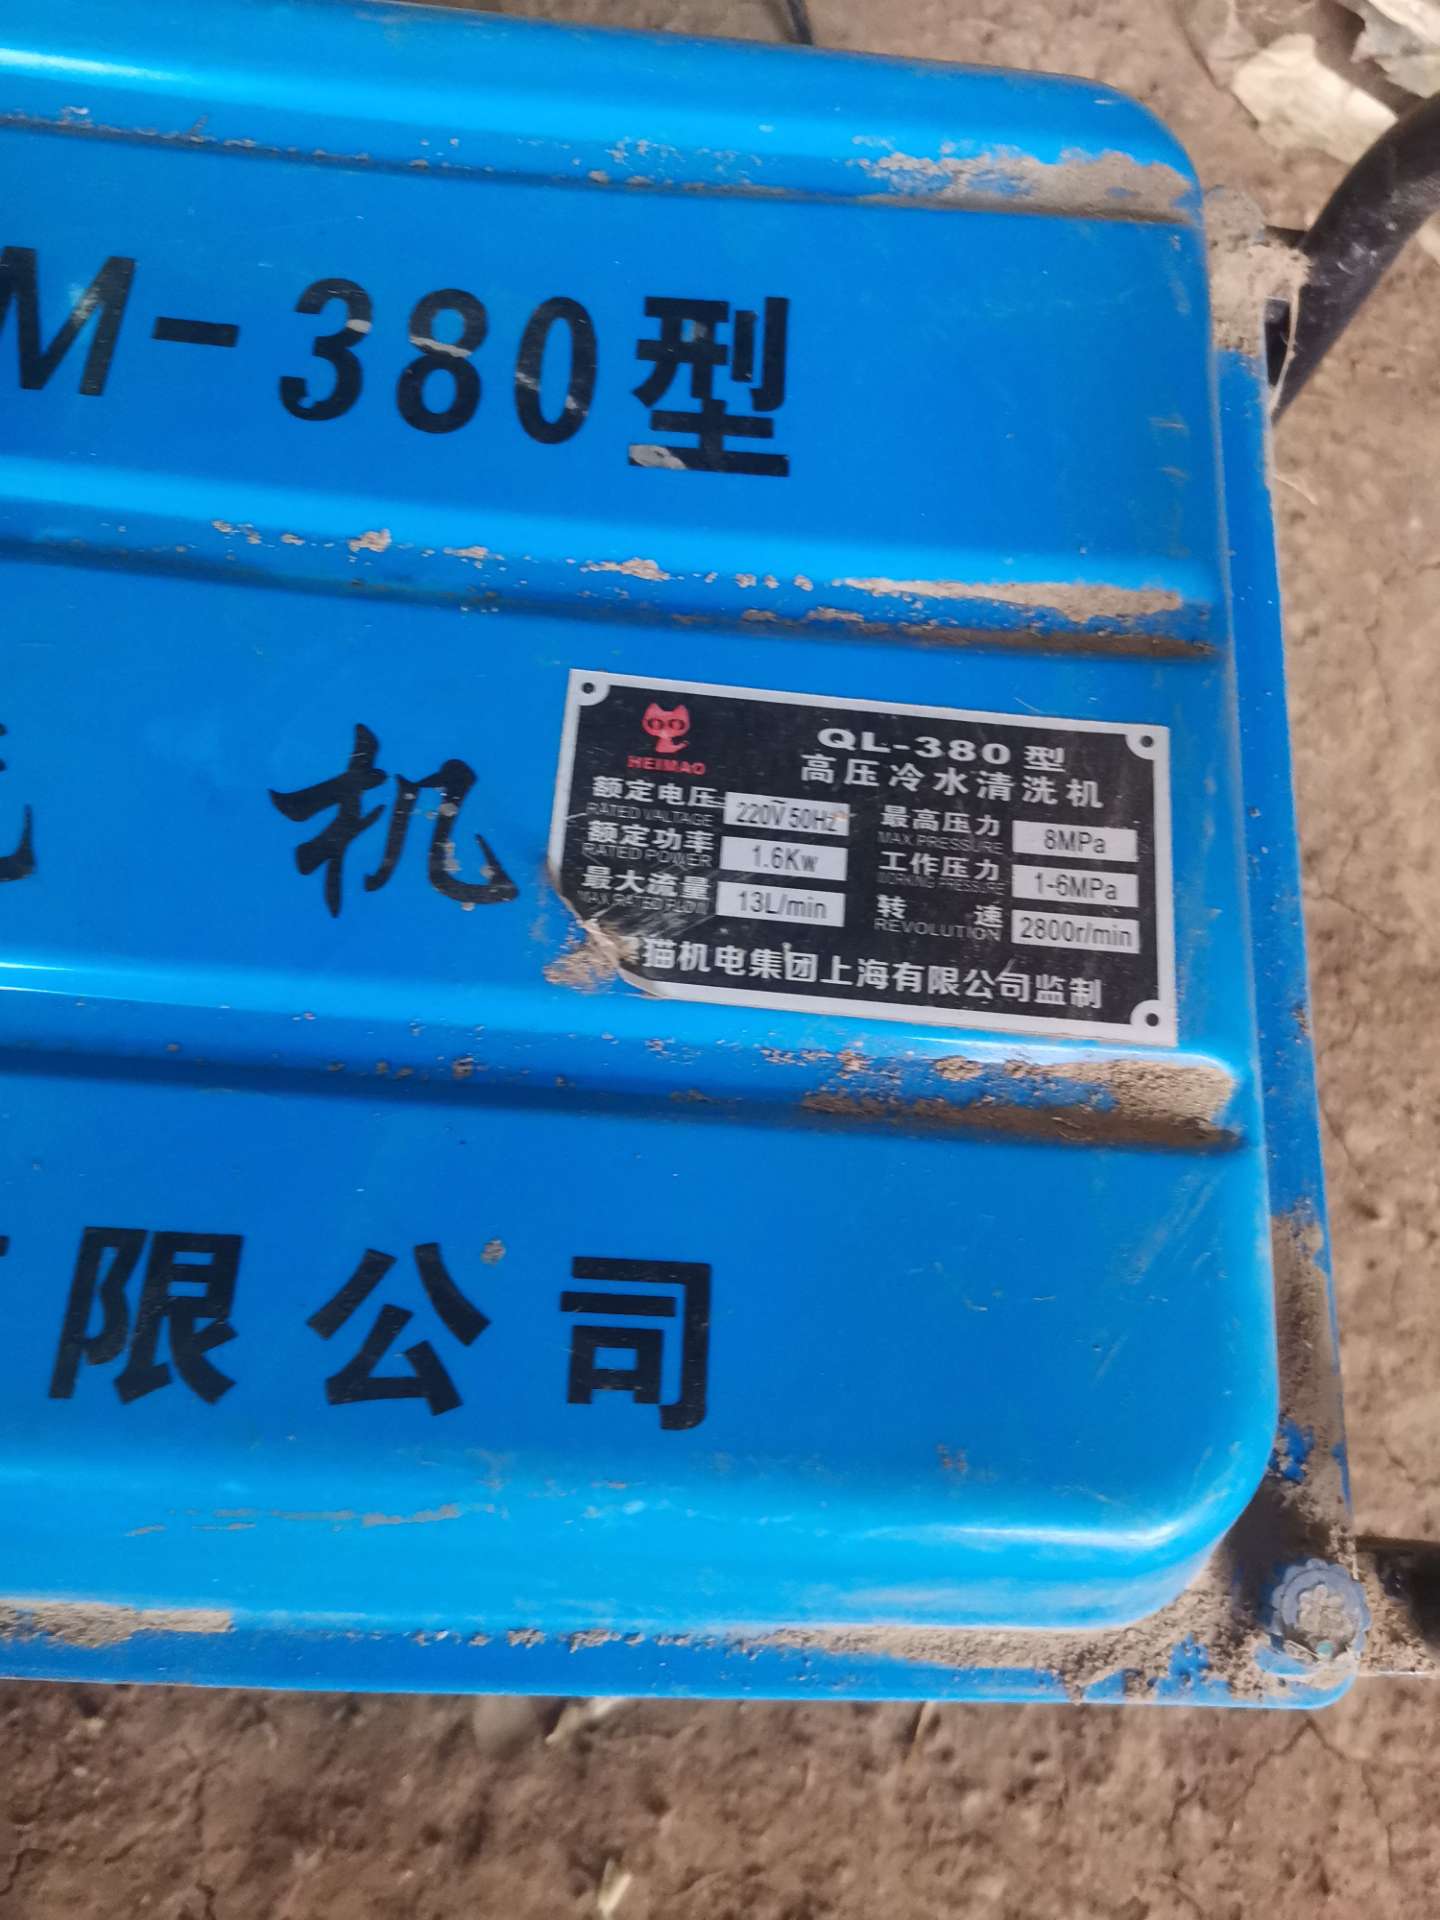 M-380型
机
HEIMAO
QL-380型
高压冷水清洗机
额定电压 220V~50Hz 最高压力 8MPa
RATED VALTAGE MAX PRESSURE
额定功率 1.6Kw 工作压力 1-6MPa
RATED POWER WORKING PRESSURE
最大流量 13L/min 转速 2800r/min
MAX RATED FLOW REVOLUTION
猫机电集团上海有限公司监制
限公司